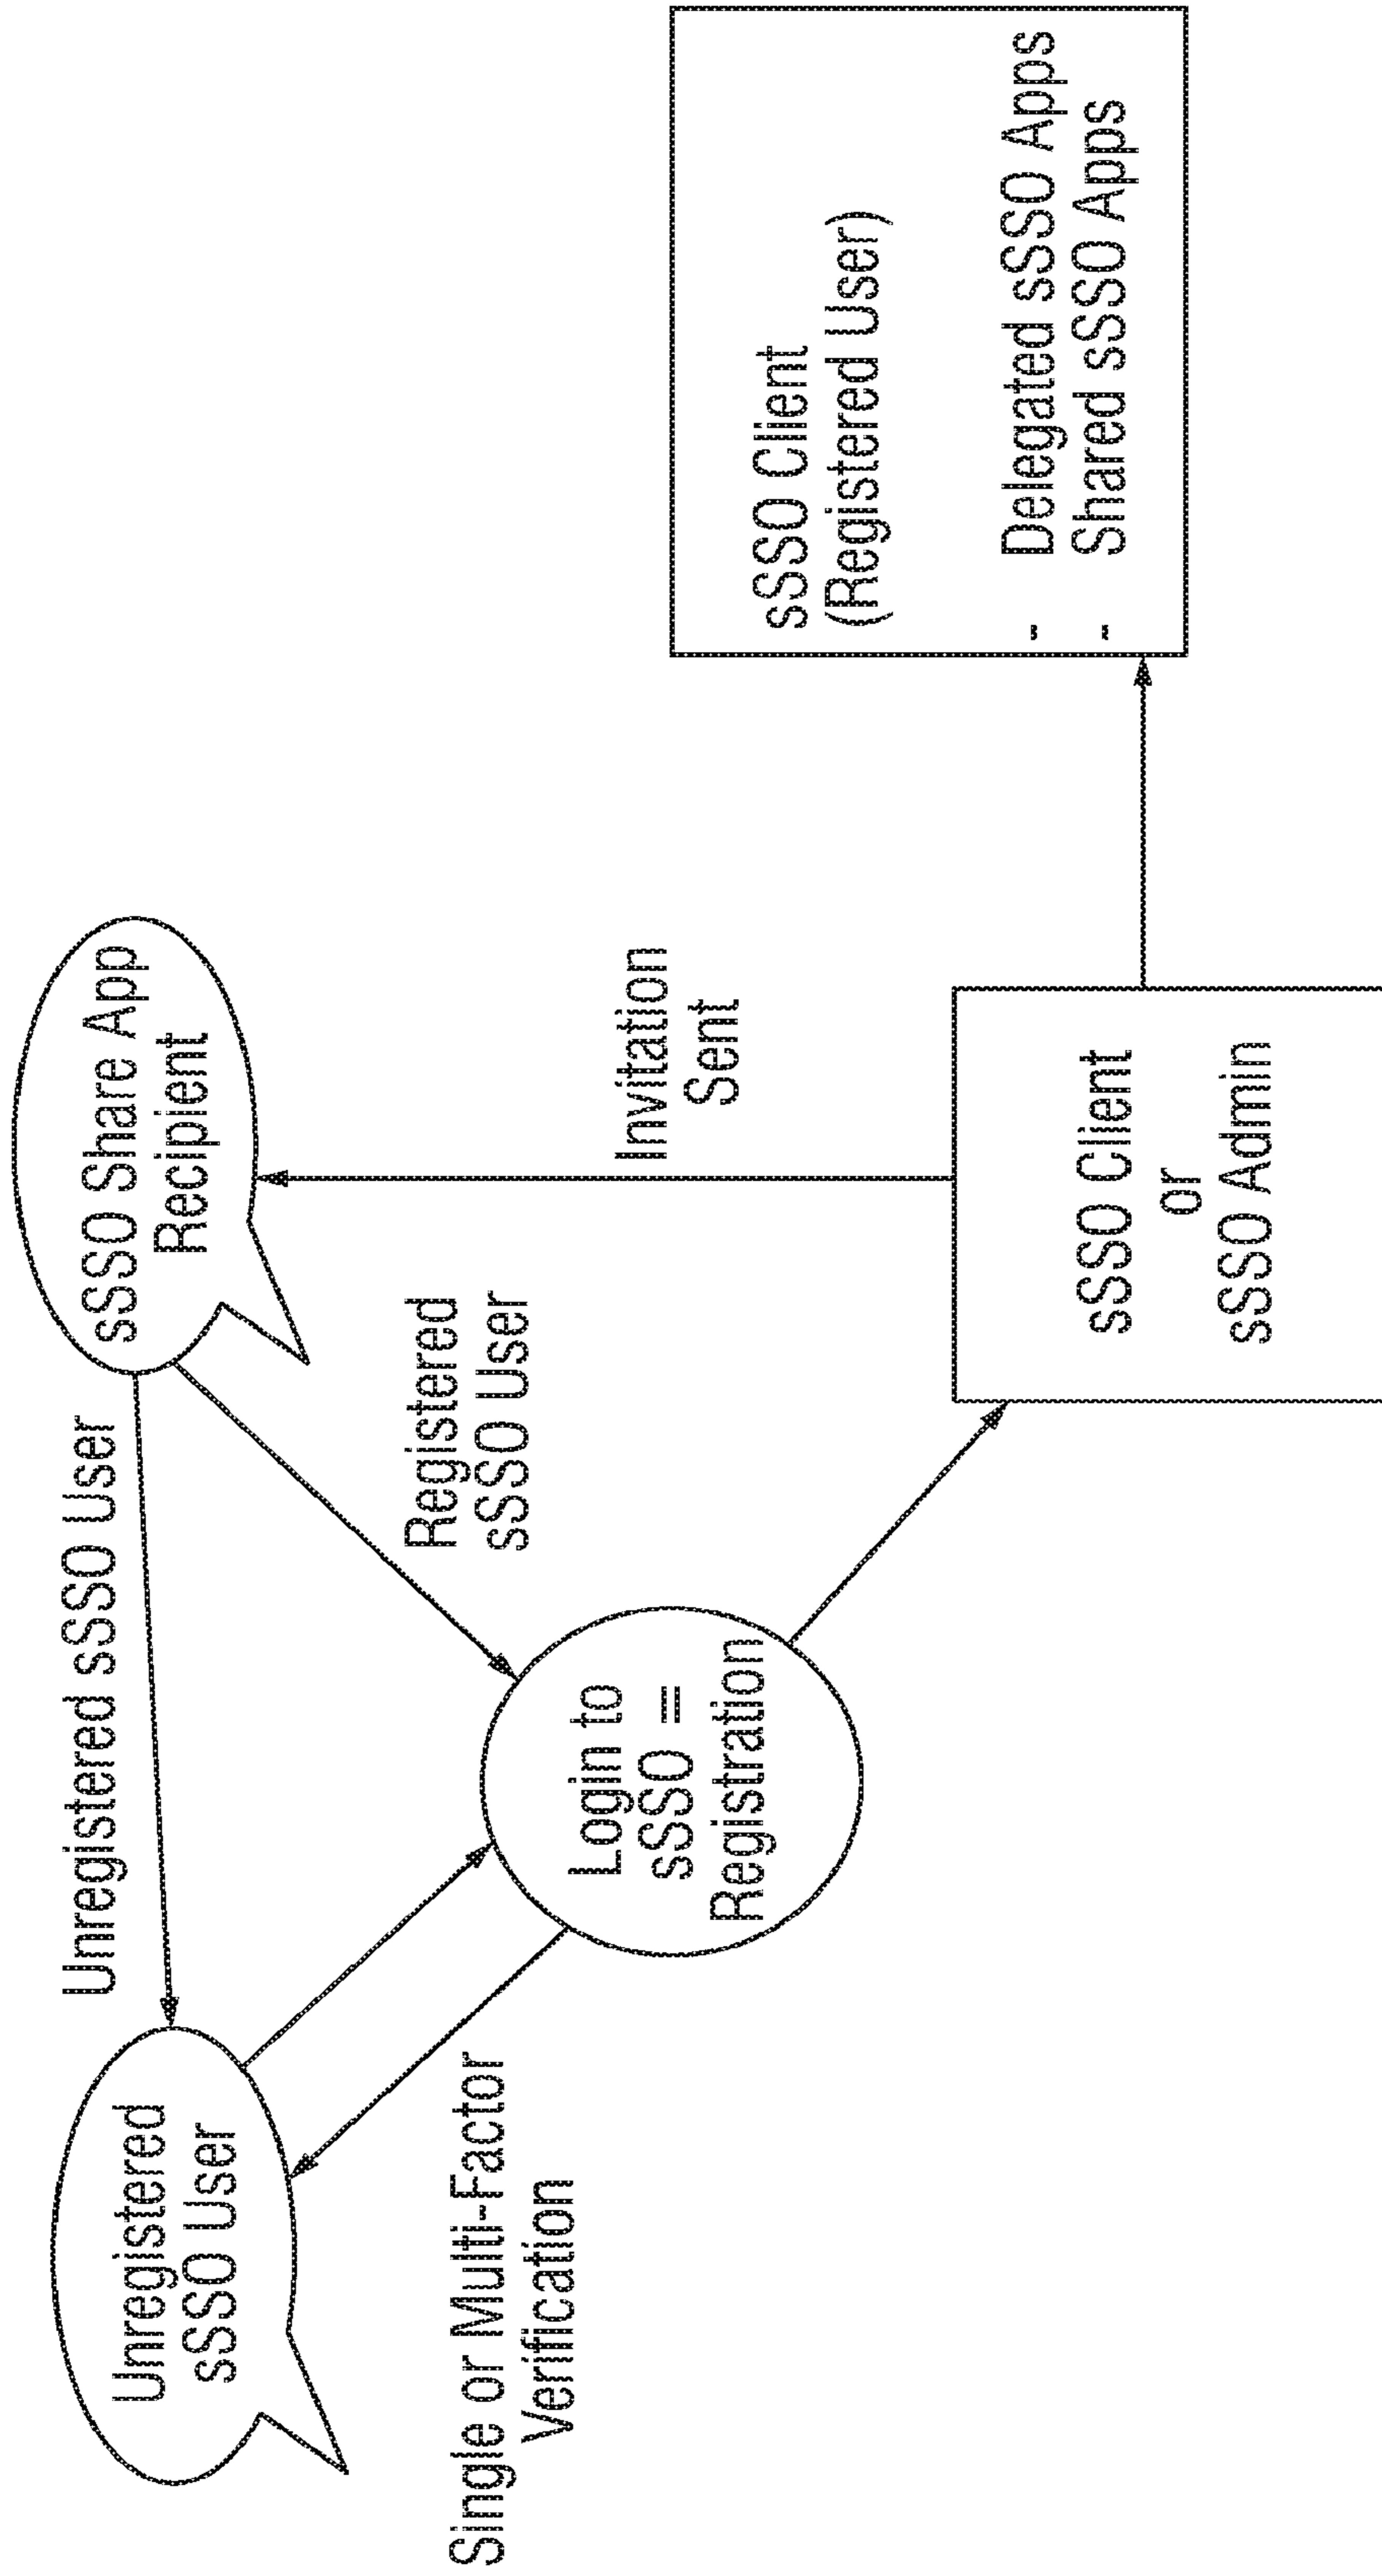 Unregistered
sSSO User
Unregistered sSSO User
sSSO Share App
Recipient
Single or Multi-Factor
Verification
Login to
sSSO =
Registration
Registered
sSSO User
Invitation
Sent
sSSO Client
or
sSSO Admin
sSSO Client
(Registered User)
- Delegated sSSO Apps
- Shared sSSO Apps